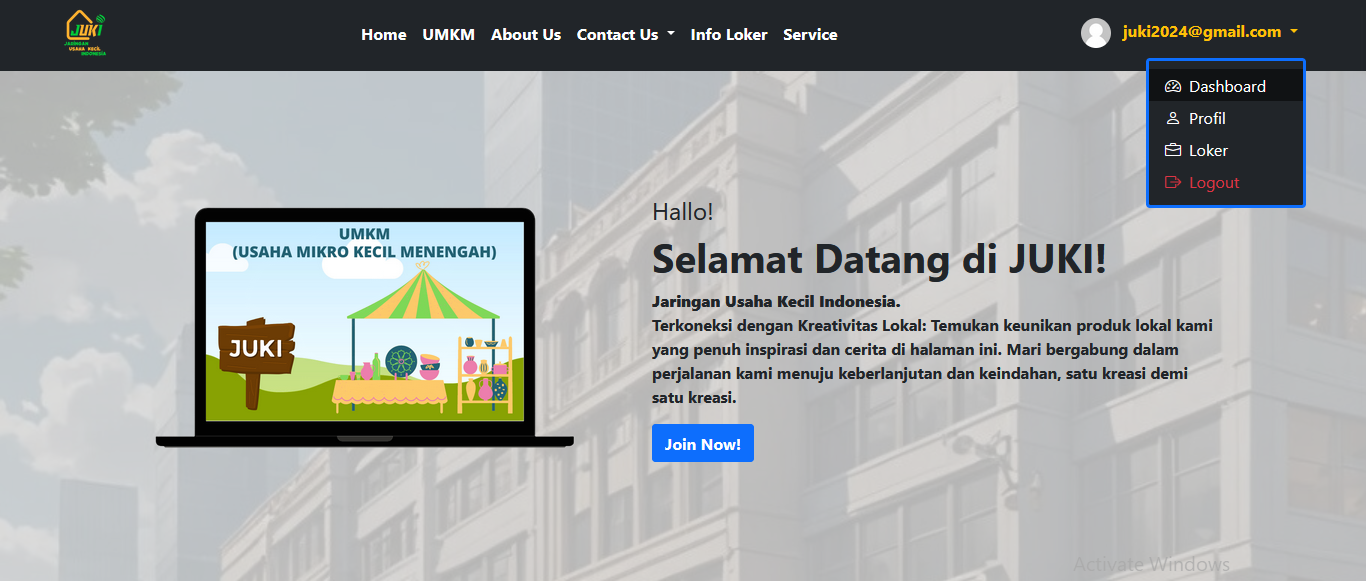 JUKI
JARINGAN
USAHA KECIL
INDONESIA
Home UMKM About Us Contact Us Info Loker Service
juki2024@gmail.com
Dashboard
Profil
Loker
Logout
UMKM
(USAHA MIKRO KECIL MENENGAH)
JUKI
Hallo!
Selamat Datang di JUKI!
Jaringan Usaha Kecil Indonesia.
Terkoneksi dengan Kreativitas Lokal: Temukan keunikan produk lokal kami
yang penuh inspirasi dan cerita di halaman ini. Mari bergabung dalam
perjalanan kami menuju keberlanjutan dan keindahan, satu kreasi demi
satu kreasi.
Join Now!
Activate Windows